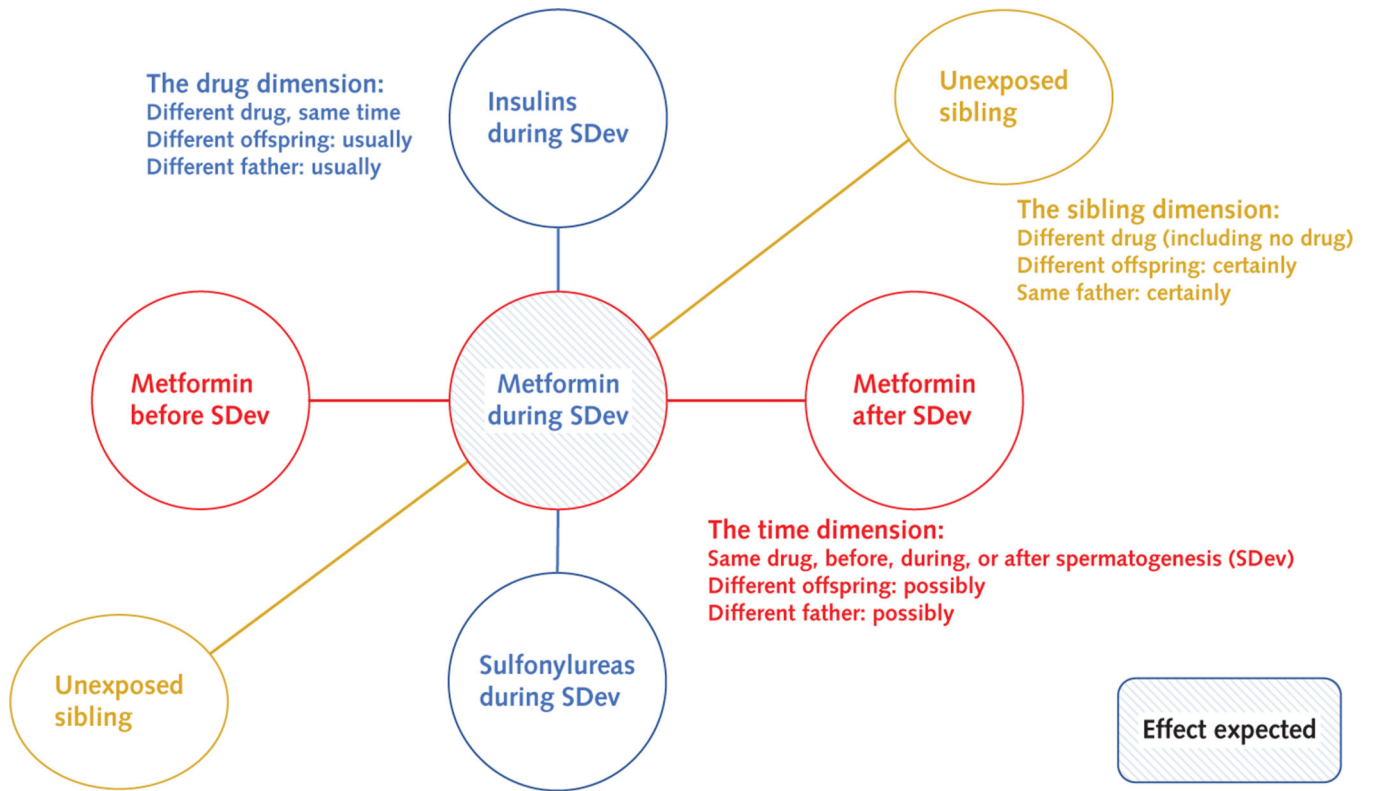 The drug dimension:
Different drug, same time
Different offspring: usually
Different father: usually
Insulins
during SDev
Unexposed
sibling
The sibling dimension:
Different drug (including no drug)
Different offspring: certainly
Same father: certainly
Metformin
before SDev
Metformin
during SDev
Metformin
after SDev
The time dimension:
Same drug, before, during, or after spermatogenesis (SDev)
Different offspring: possibly
Different father: possibly
Unexposed
sibling
Sulfonylureas
during SDev
Effect expected